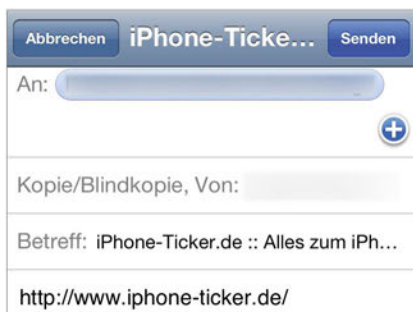 Abbrechen iPhone-Ticke... Senden
An:
Kopie/Blindkopie, Von:
Betreff: iPhone-Ticker.de :: Alles zum iPh...
http://www.iphone-ticker.de/